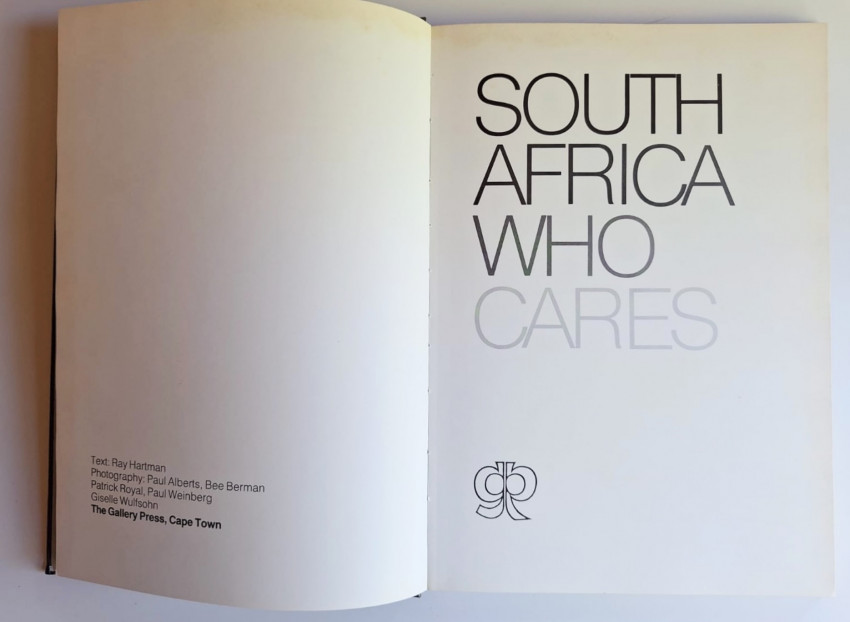 Text: Ray Hartman
Photography: Paul Alberts, Bee Berman
Patrick Royal, Paul Weinberg
Giselle Wulfsohn
The Gallery Press, Cape Town
SOUTH
AFRICA
WHO
CARES
gp